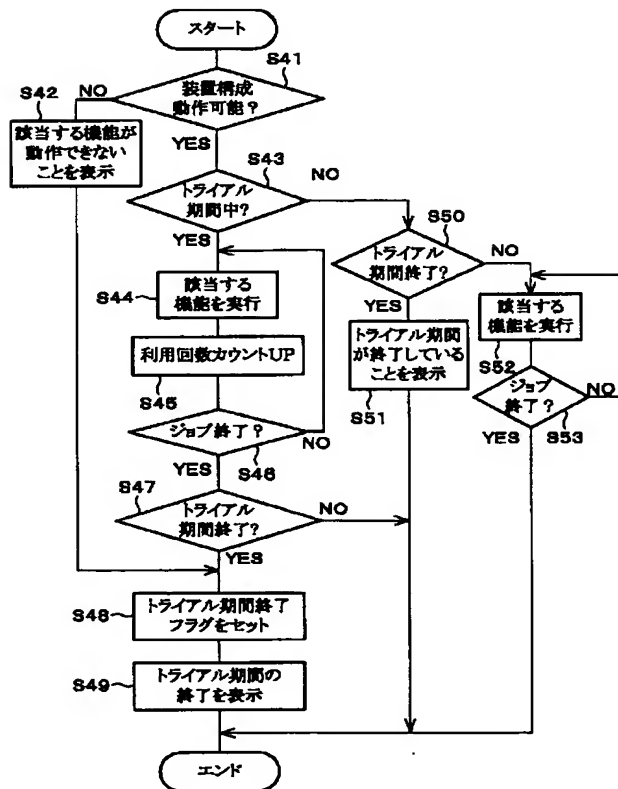 スタート
S41
装置構成
動作可能？
NO
YES
S42
該当する機能が
動作できない
ことを表示
S43
トライアル
期間中？
NO
YES
S44
該当する
機能を実行
利用回数カウントUP
S45
ジョブ終了？
NO
S46
YES
S47
トライアル
期間終了？
NO
YES
S48
トライアル期間終了
フラグをセット
S49
トライアル期間の
終了を表示
S50
トライアル
期間終了？
NO
YES
トライアル期間
が終了している
ことを表示
S51
該当する
機能を実行
S52
ジョブ
終了？
NO
YES
S53
エンド